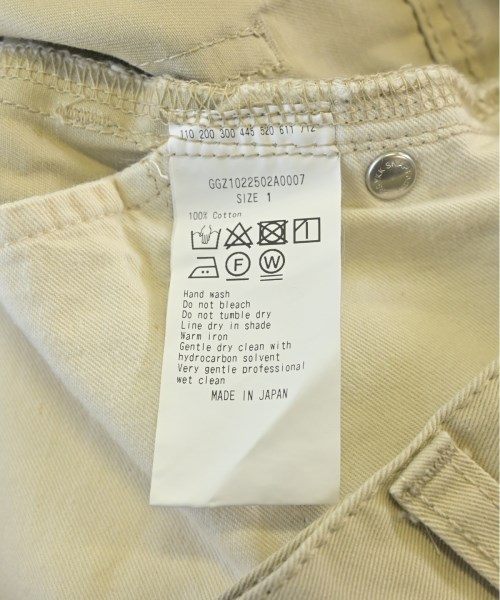 110 200 300 445 520 611 712
GGZ1022502A0007
SIZE 1
100% Cotton
F W
Hand wash
Do not bleach
Do not tumble dry
Line dry in shade
Warm iron
Gentle dry clean with
hydrocarbon solvent
Very gentle professional
wet clean
MADE IN JAPAN